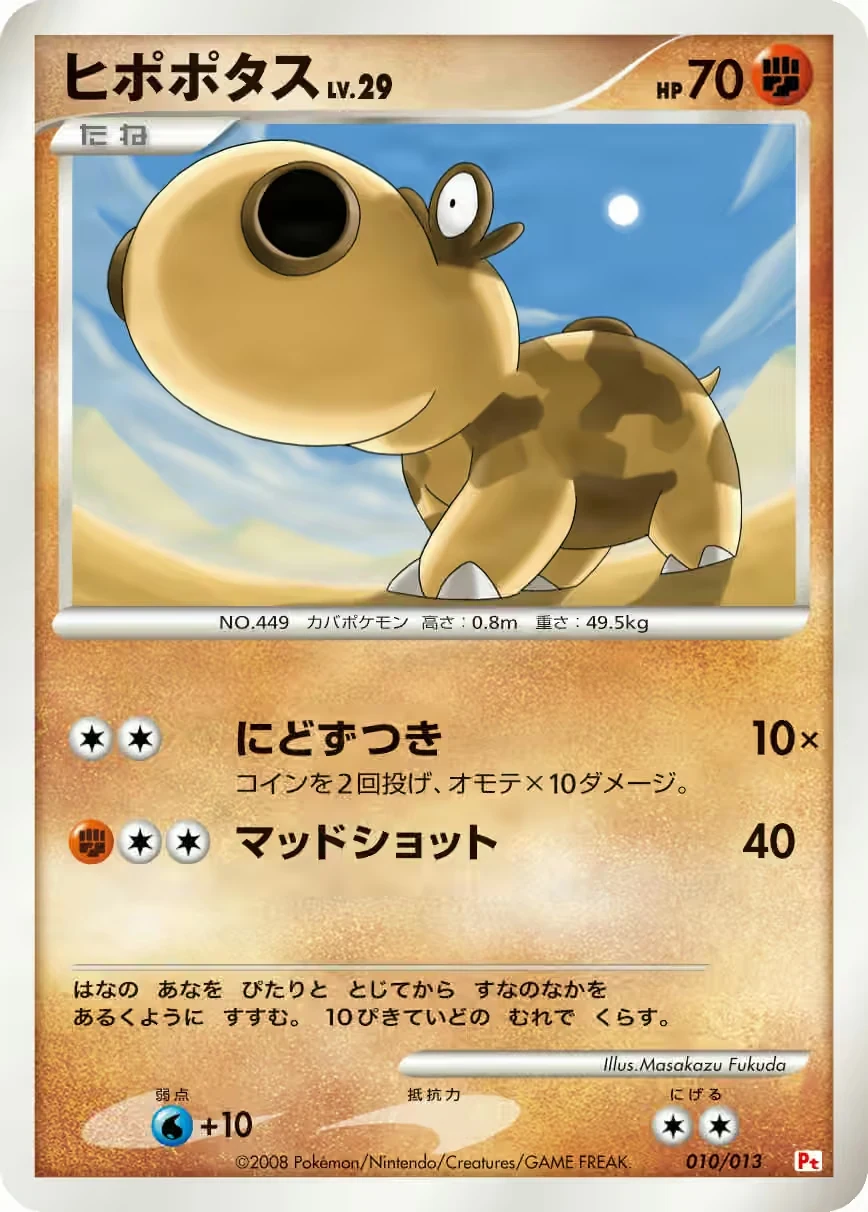 ヒポポタス LV.29 HP 70
たね
NO.449 カバポケモン 高さ:0.8m 重さ:49.5kg
にどずつき 10×
コインを2回投げ、オモテ×10ダメージ。
マッドショット 40
はなの あなを ぴたりと とじてから すなのなかを
あるくように すすむ。 10ぴきていどの むれで くらす。
Illus.Masakazu Fukuda
弱点 抵抗力 にげる
+10
©2008 Pokémon/Nintendo/Creatures/GAME FREAK. 010/013 Pt